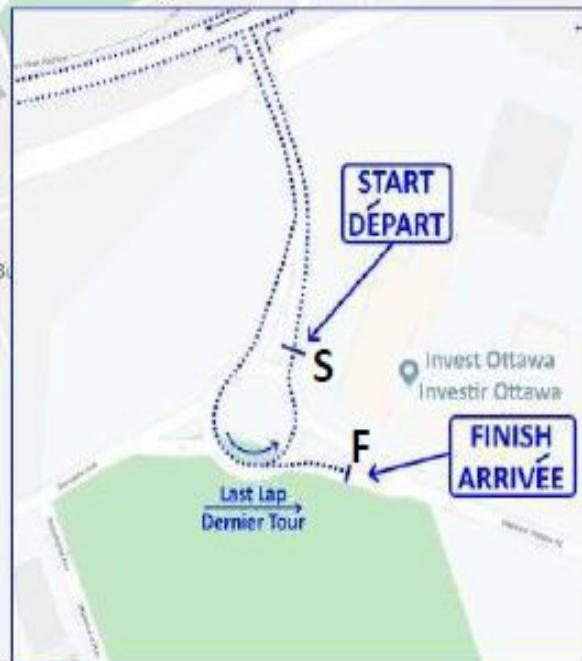 START
DÉPART
S
Invest Ottawa
Investir Ottawa
F
FINISH
ARRIVÉE
Last Lap
Dernier Tour